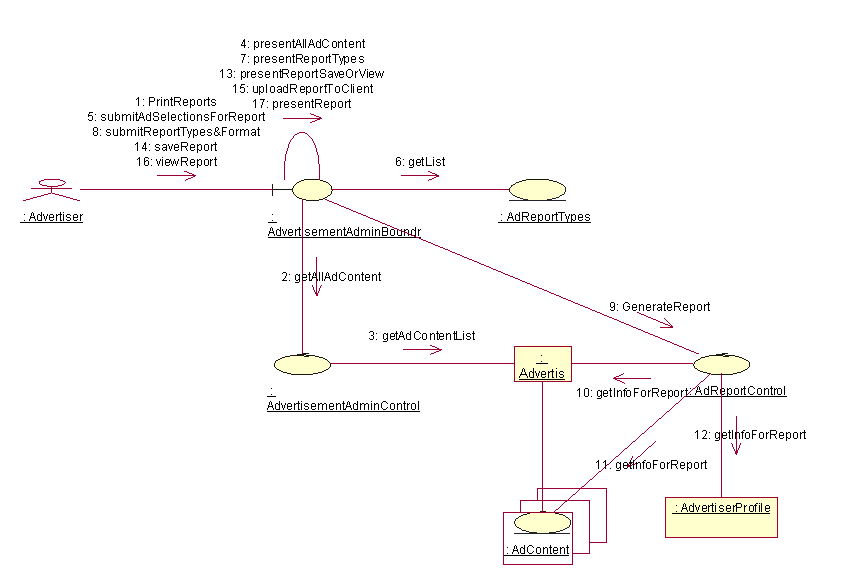 4: presentAllAdContent
7: presentReportTypes
13: presentReportSaveOrView
15: uploadReportToClient
17: presentReport
1: PrintReports
5: submitAdSelectionsForReport
8: submitReportTypes&Format
14: saveReport
16: viewReport
6: getList
: Advertiser
:
AdvertisementAdminBoundr
: AdReportTypes
2: getAllAdContent
9: GenerateReport
3: getAdContentList
:
Advertis
10: getInfoForReport
: AdReportControl
:
AdvertisementAdminControl
12: getInfoForReport
11: getInfoForReport
: AdvertiserProfile
: AdContent